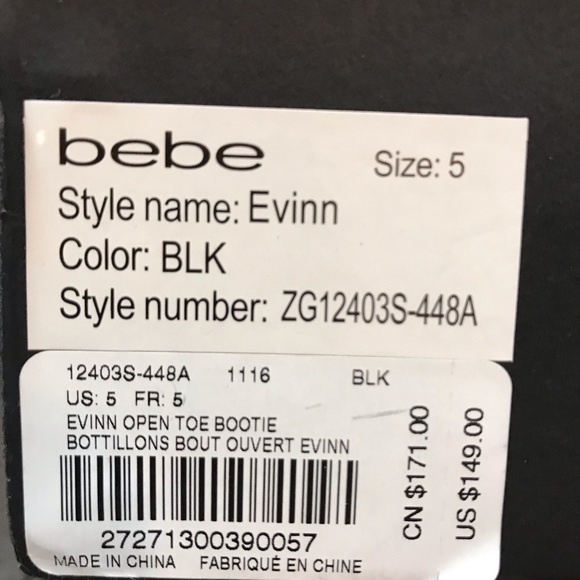 bebe Size: 5
Style name: Evinn
Color: BLK
Style number: ZG12403S-448A
12403S-448A 1116 BLK
US: 5 FR: 5
EVINN OPEN TOE BOOTIE
BOTTILLONS BOUT OUVERT EVINN
27271300390057
MADE IN CHINA FABRIQUÉ EN CHINE
CN $171.00
US $149.00